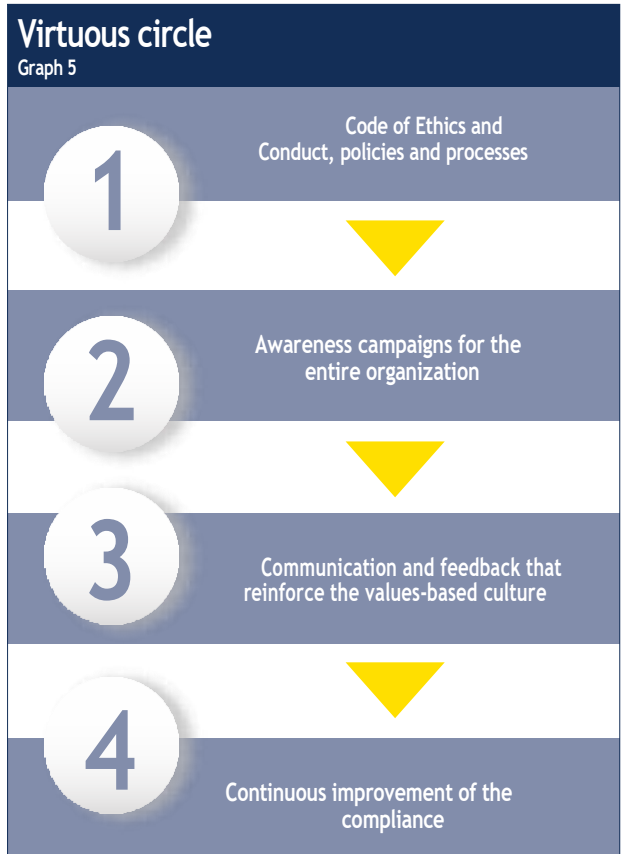 Virtuous circle
Graph 5
1
Code of Ethics and
Conduct, policies and processes
2
Awareness campaigns for the
entire organization
3
Communication and feedback that
reinforce the values-based culture
4
Continuous improvement of the
compliance